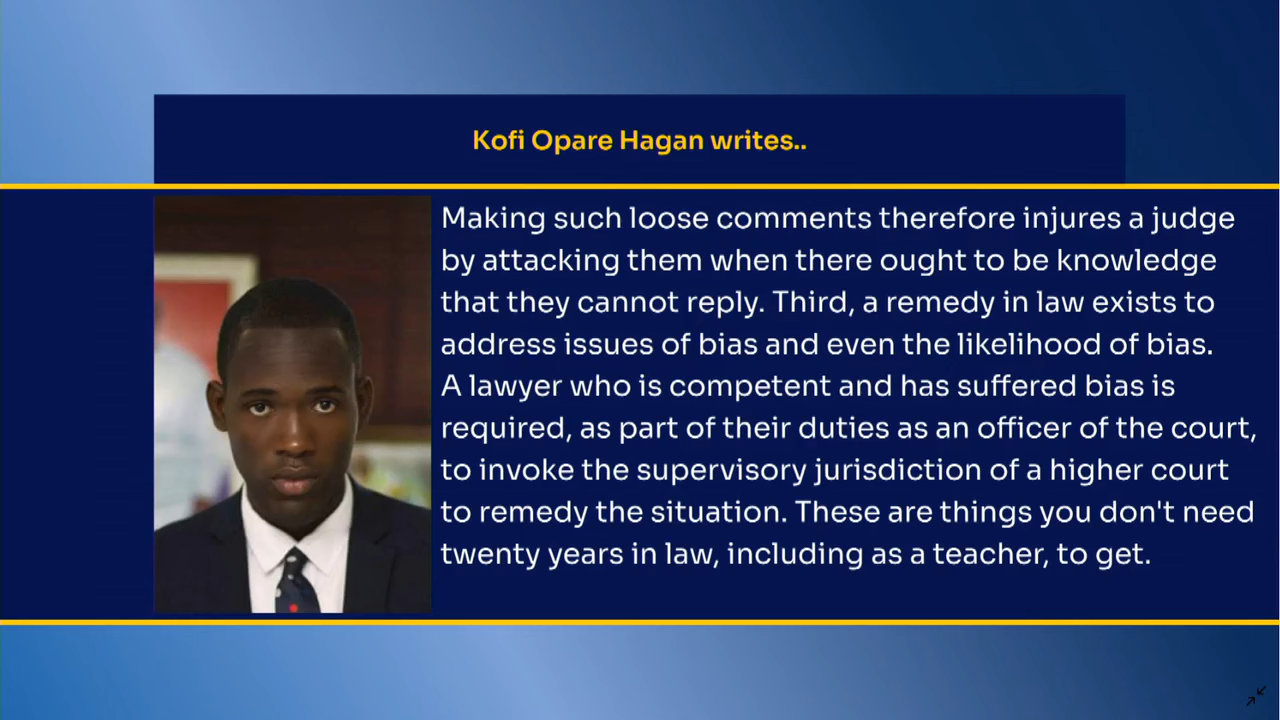 Kofi Opare Hagan writes..
Making such loose comments therefore injures a judge
by attacking them when there ought to be knowledge
that they cannot reply. Third, a remedy in law exists to
address issues of bias and even the likelihood of bias.
A lawyer who is competent and has suffered bias is
required, as part of their duties as an officer of the court,
to invoke the supervisory jurisdiction of a higher court
to remedy the situation. These are things you don't need
twenty years in law, including as a teacher, to get.